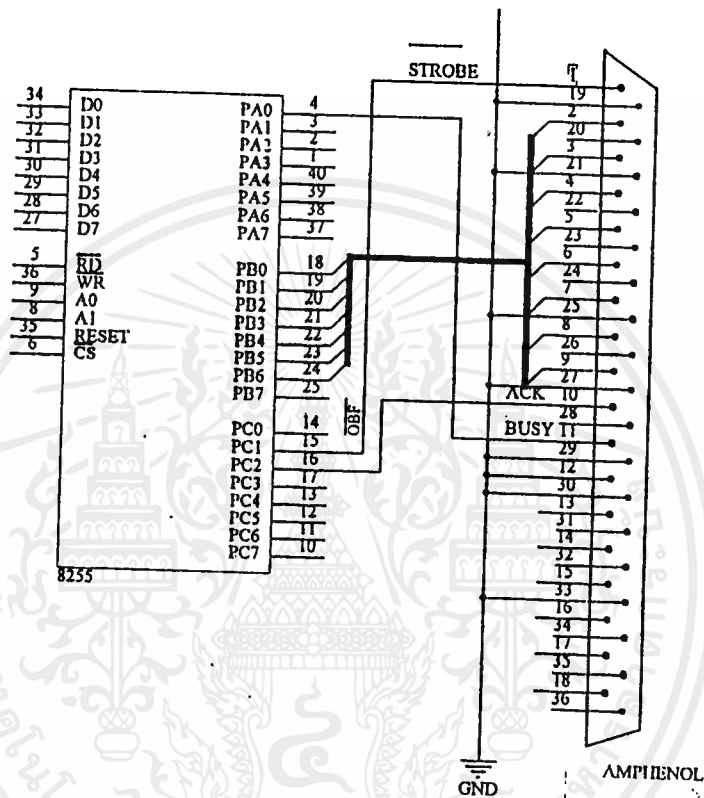 STROBE
34 D0
33 D1
32 D2
31 D3
30 D4
29 D5
28 D6
27 D7
5 RD
36 WR
9 A0
8 A1
35 RESET
6 CS
PA0 4
PA1 3
PA2 2
PA3 1
PA4 40
PA5 39
PA6 38
PA7 37
PB0 18
PB1 19
PB2 20
PB3 21
PB4 22
PB5 23
PB6 24
PB7 25
PC0 14
PC1 15
PC2 16
PC3 17
PC4 13
PC5 12
PC6 11
PC7 10
8255
OBF
1
19
2
20
3
21
4
22
5
23
6
24
7
25
8
26
9
27
ACK 10
28
BUSY 11
29
12
30
13
31
14
32
15
33
16
34
17
35
18
36
GND
AMPHENOL